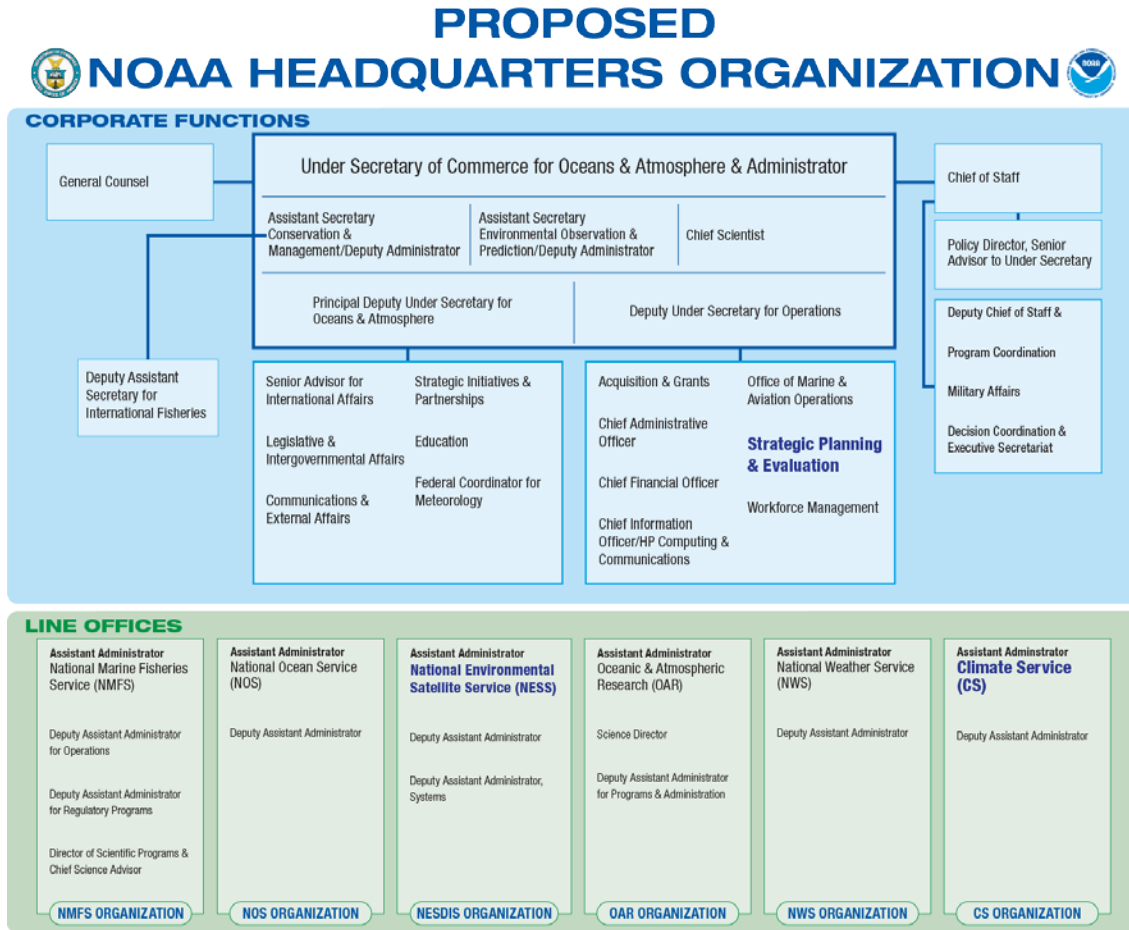 PROPOSED
NOAA HEADQUARTERS ORGANIZATION
NOAA
CORPORATE FUNCTIONS
General Counsel
Under Secretary of Commerce for Oceans & Atmosphere & Administrator
Assistant Secretary
Conservation &
Management/Deputy Administrator
Assistant Secretary
Environmental Observation &
Prediction/Deputy Administrator
Chief Scientist
Principal Deputy Under Secretary for
Oceans & Atmosphere
Deputy Under Secretary for Operations
Chief of Staff
Policy Director, Senior
Advisor to Under Secretary
Deputy Chief of Staff &
Program Coordination
Military Affairs
Decision Coordination &
Executive Secretariat
Deputy Assistant
Secretary for
International Fisheries
Senior Advisor for
International Affairs
Legislative &
Intergovernmental Affairs
Communications &
External Affairs
Strategic Initiatives &
Partnerships
Education
Federal Coordinator for
Meteorology
Acquisition & Grants
Chief Administrative
Officer
Chief Financial Officer
Chief Information
Officer/HP Computing &
Communications
Office of Marine &
Aviation Operations
Strategic Planning
& Evaluation
Workforce Management
LINE OFFICES
Assistant Administrator
National Marine Fisheries
Service (NMFS)
Deputy Assistant Administrator
for Operations
Deputy Assistant Administrator
for Regulatory Programs
Director of Scientific Programs &
Chief Science Advisor
NMFS ORGANIZATION
Assistant Administrator
National Ocean Service
(NOS)
Deputy Assistant Administrator
NOS ORGANIZATION
Assistant Administrator
National Environmental
Satellite Service (NESS)
Deputy Assistant Administrator
Deputy Assistant Administrator,
Systems
NESDIS ORGANIZATION
Assistant Administrator
Oceanic & Atmospheric
Research (OAR)
Science Director
Deputy Assistant Administrator
for Programs & Administration
OAR ORGANIZATION
Assistant Administrator
National Weather Service
(NWS)
Deputy Assistant Administrator
NWS ORGANIZATION
Assistant Adminstrator
Climate Service
(CS)
Deputy Assistant Administrator
CS ORGANIZATION